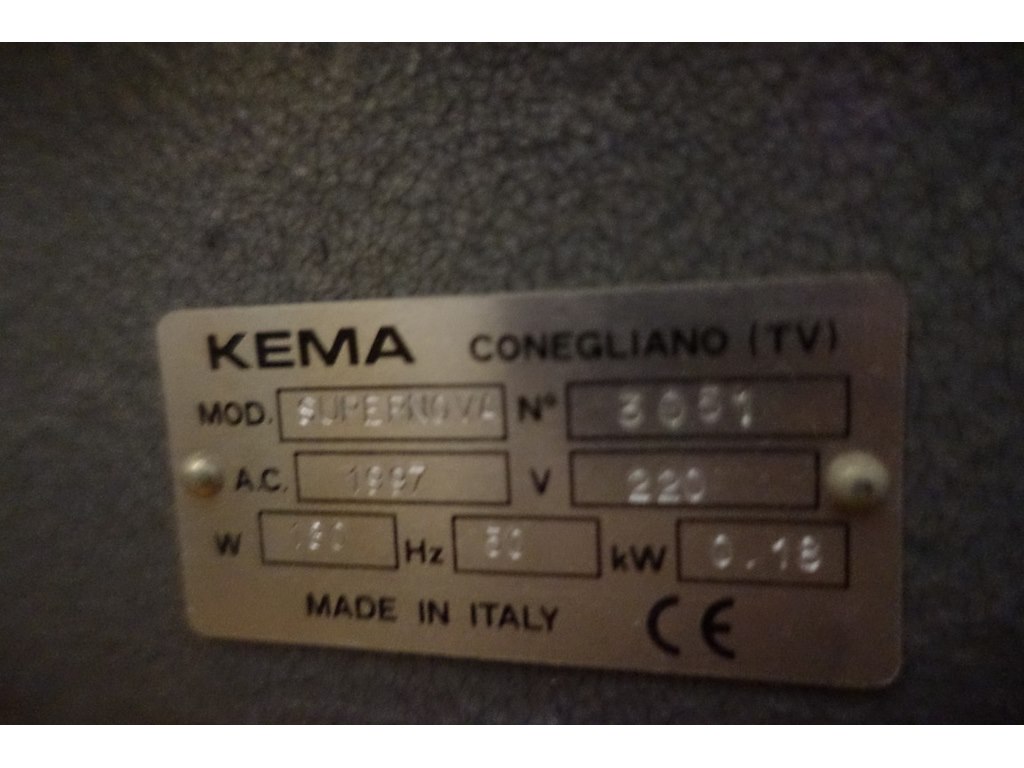 KEMA CONEGLIANO (TV)
MOD. SUPERNOVA N° 3061
A.C. 1997 V 220
W 180 Hz 50 kW 0.18
MADE IN ITALY CE